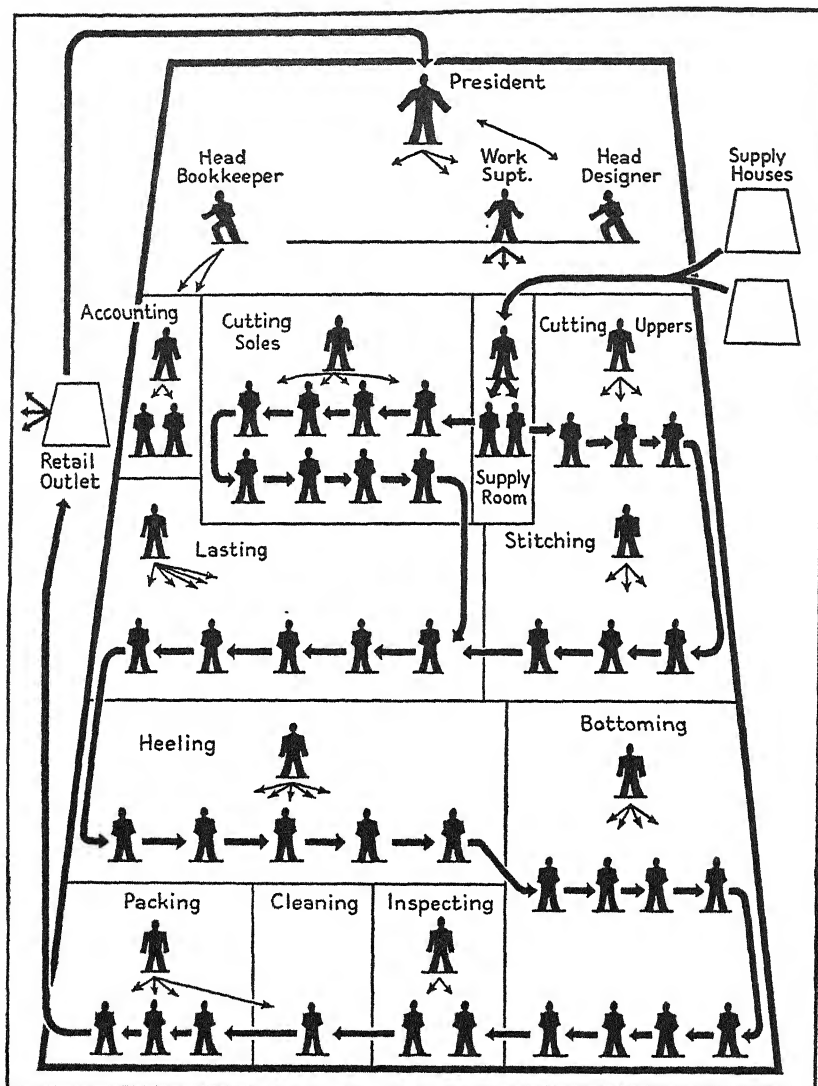 President
Head
Bookkeeper
Work
Supt.
Head
Designer
Supply
Houses
Accounting
Cutting
Soles
Cutting Uppers
Retail
Outlet
Supply
Room
Lasting
Stitching
Heeling
Bottoming
Packing
Cleaning
Inspecting